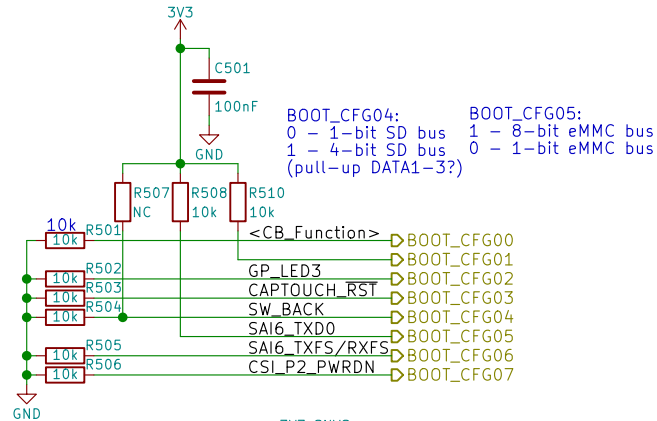 3V3
C501
100nF
GND
BOOT_CFG04:
0 – 1-bit SD bus
1 – 4-bit SD bus
(pull-up DATA1-3?)
BOOT_CFG05:
1 – 8-bit eMMC bus
0 – 1-bit eMMC bus
R507
NC
R508
10k
R510
10k
10k
R501
10k
<CB_Function>
BOOT_CFG00
BOOT_CFG01
R502
10k
GP_LED3
BOOT_CFG02
R503
10k
CAPTOUCH_RST
BOOT_CFG03
R504
10k
SW_BACK
BOOT_CFG04
SAI6_TXD0
BOOT_CFG05
R505
10k
SAI6_TXFS/RXFS
BOOT_CFG06
R506
10k
CSI_P2_PWRDN
BOOT_CFG07
GND